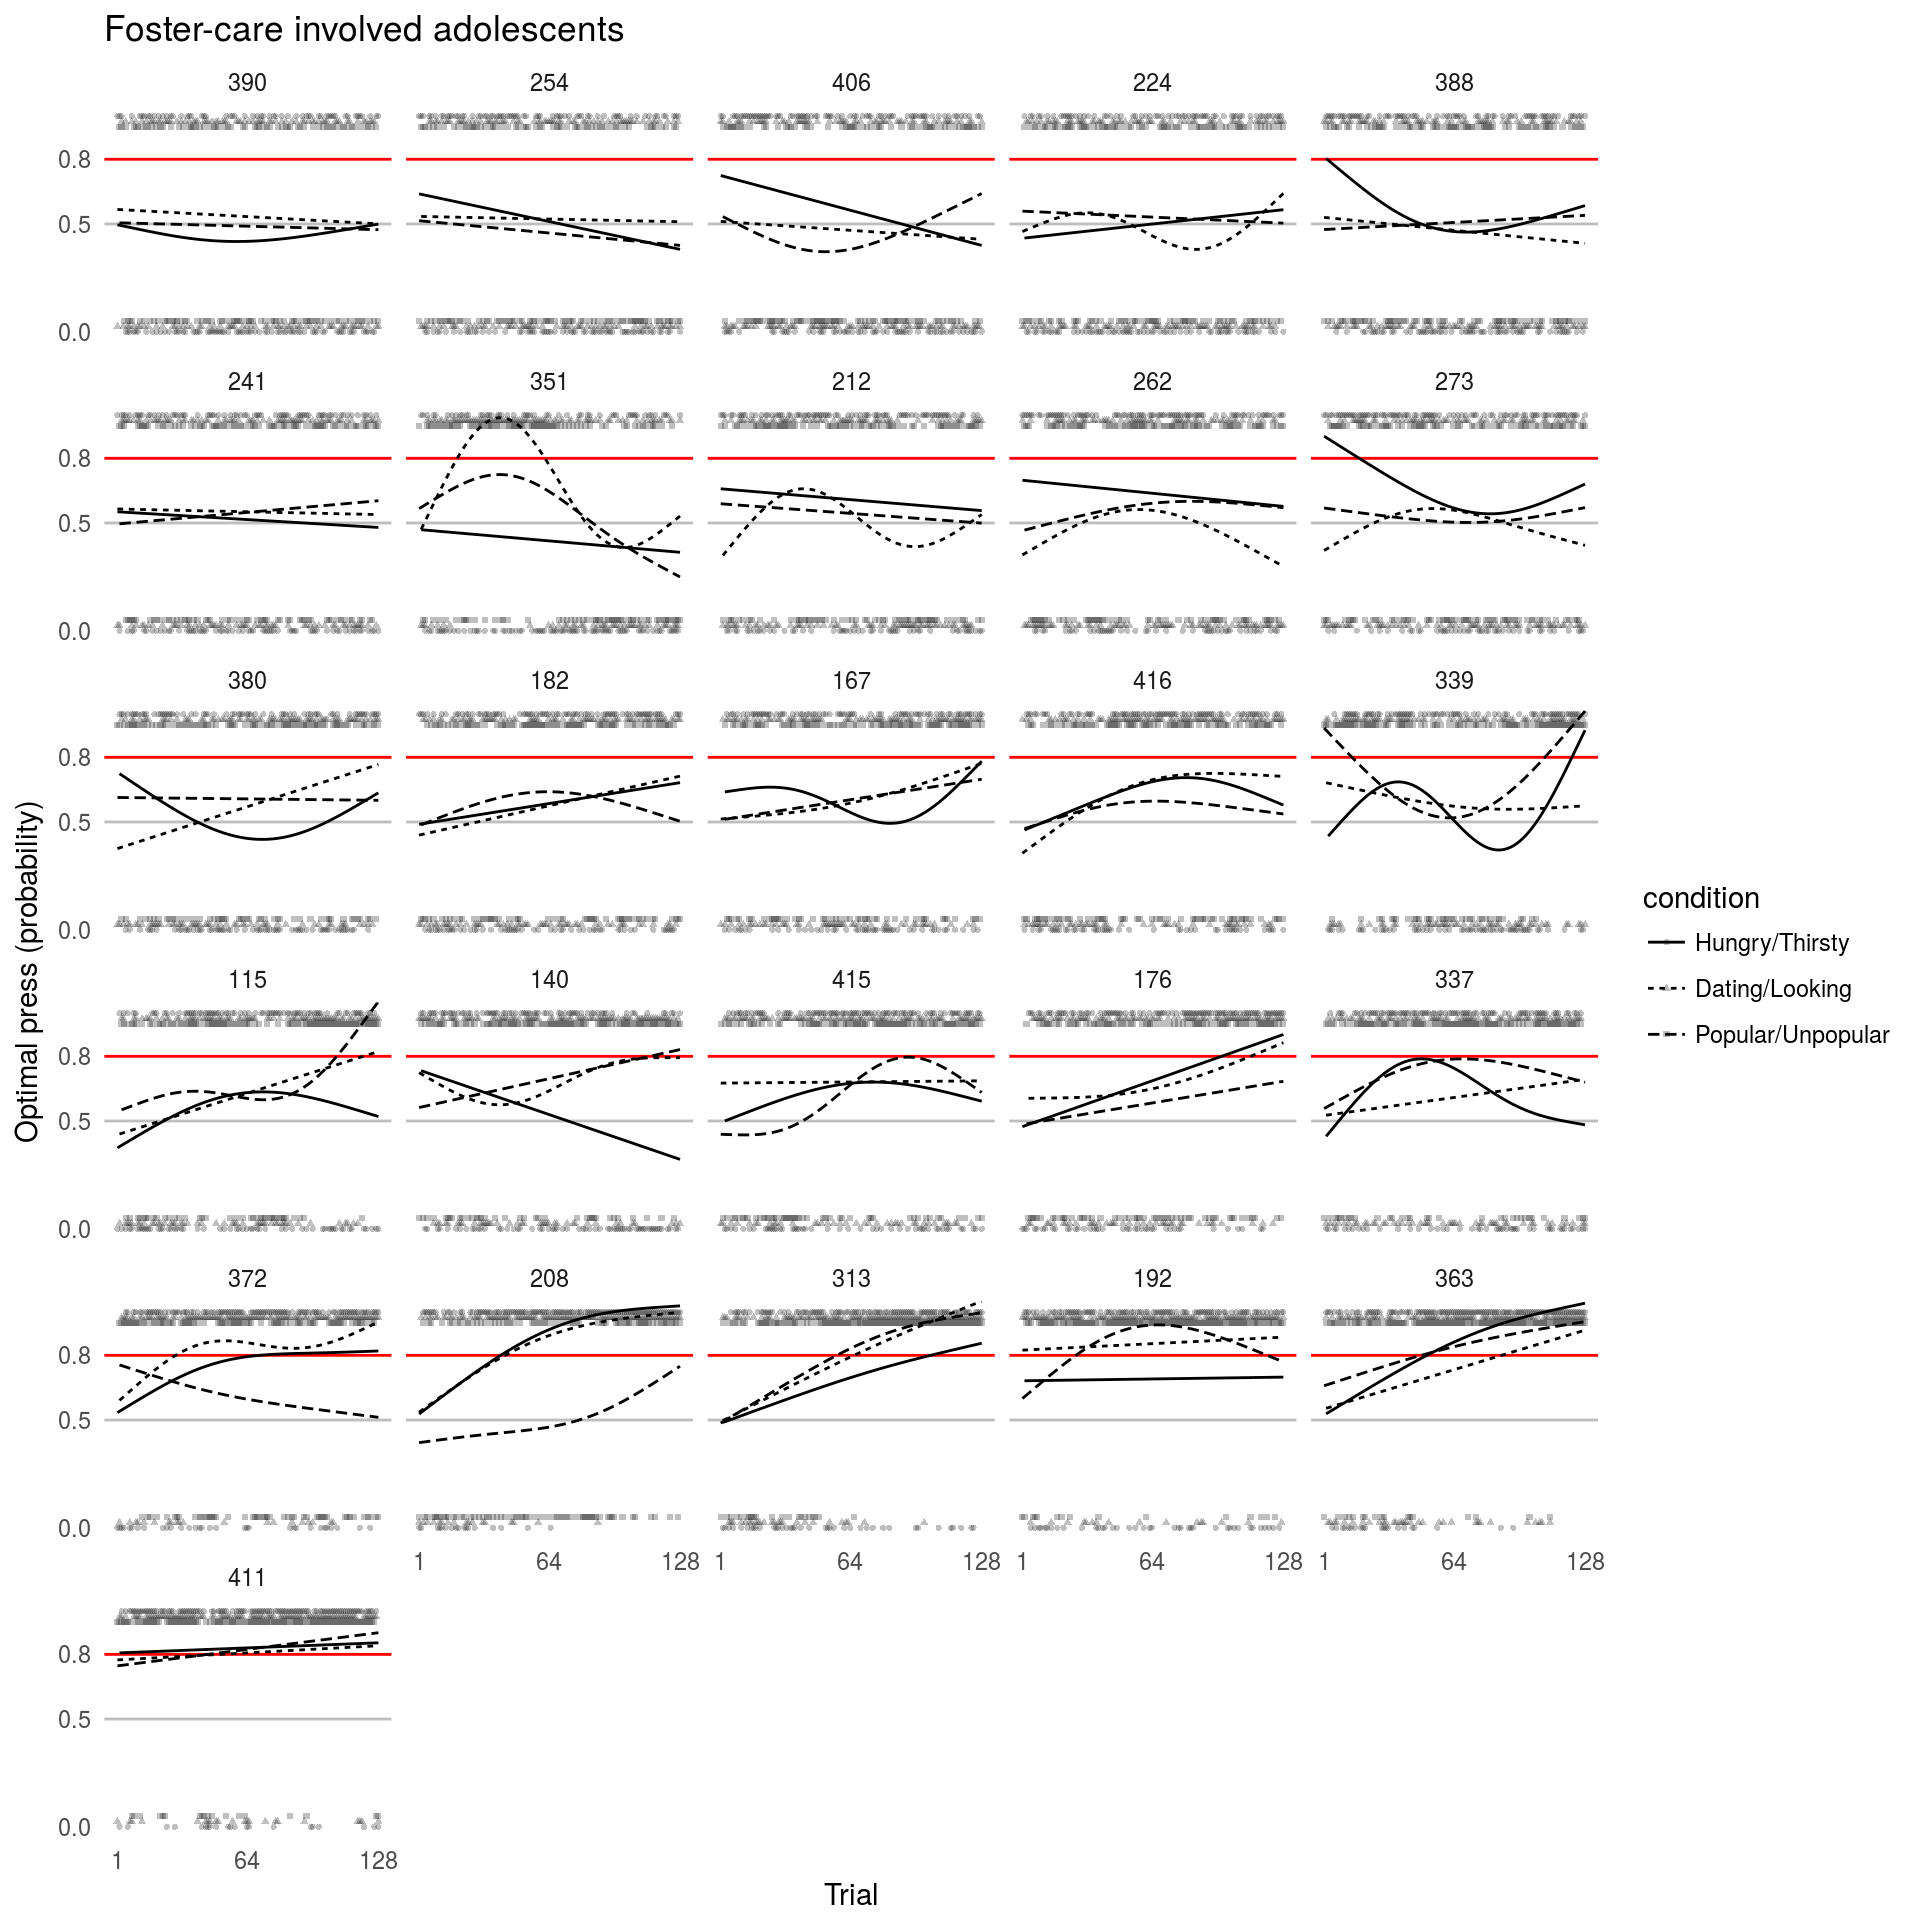 Foster-care involved adolescents
390 254 406 224 388
0.8
0.5
0.0
241 351 212 262 273
0.8
0.5
0.0
380 182 167 416 339
0.8
0.5
0.0
115 140 415 176 337
0.8
0.5
0.0
372 208 313 192 363
0.8
0.5
0.0
1 64 128 1 64 128 1 64 128 1 64 128
411
0.8
0.5
0.0
1 64 128
Trial
Optimal press (probability)
condition
Hungry/Thirsty
Dating/Looking
Popular/Unpopular